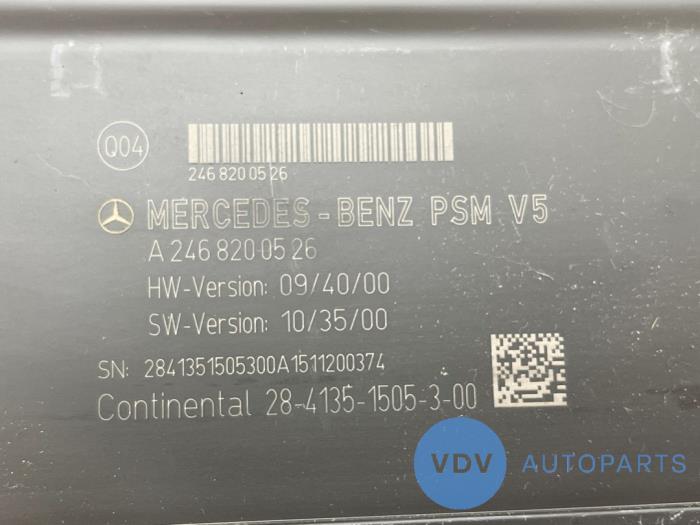 Q04
246 820 05 26
MERCEDES-BENZ PSM V5
A 246 820 05 26
HW-Version: 09/40/00
SW-Version: 10/35/00
SN: 2841351505300A1511200374
Continental 28-4135-1505-3-00
VDV AUTOPARTS